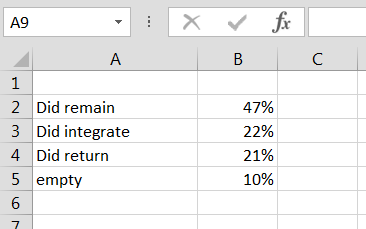 A9 fx
A B C
1
2 Did remain 47%
3 Did integrate 22%
4 Did return 21%
5 empty 10%
6
7